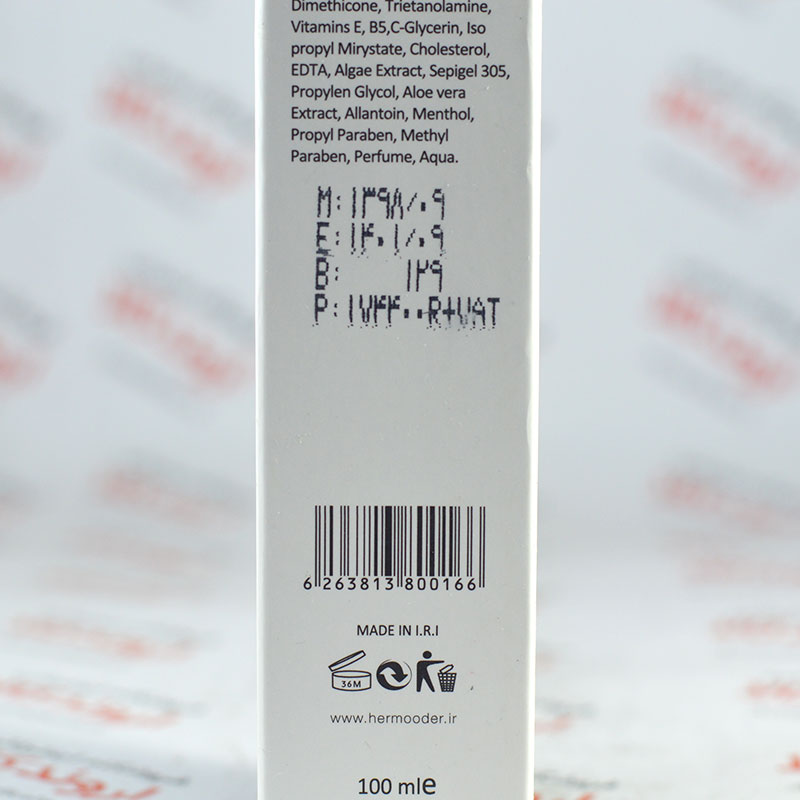 Dimethicone, Trietanolamine,
Vitamins E, B5,C-Glycerin, Iso
propyl Mirystate, Cholesterol,
EDTA, Algae Extract, Sepigel 305,
Propylen Glycol, Aloe vera
Extract, Allantoin, Menthol,
Propyl Paraben, Methyl
Paraben, Perfume, Aqua.
M: ۱۳۹۸/۰۹
E: ۱۴۰۱/۰۹
B: ۱۲۹
P: ۱۷۴۴۰۰R+VAT
6 263813 800166
MADE IN I.R.I
36M
www.hermooder.ir
100 ml e